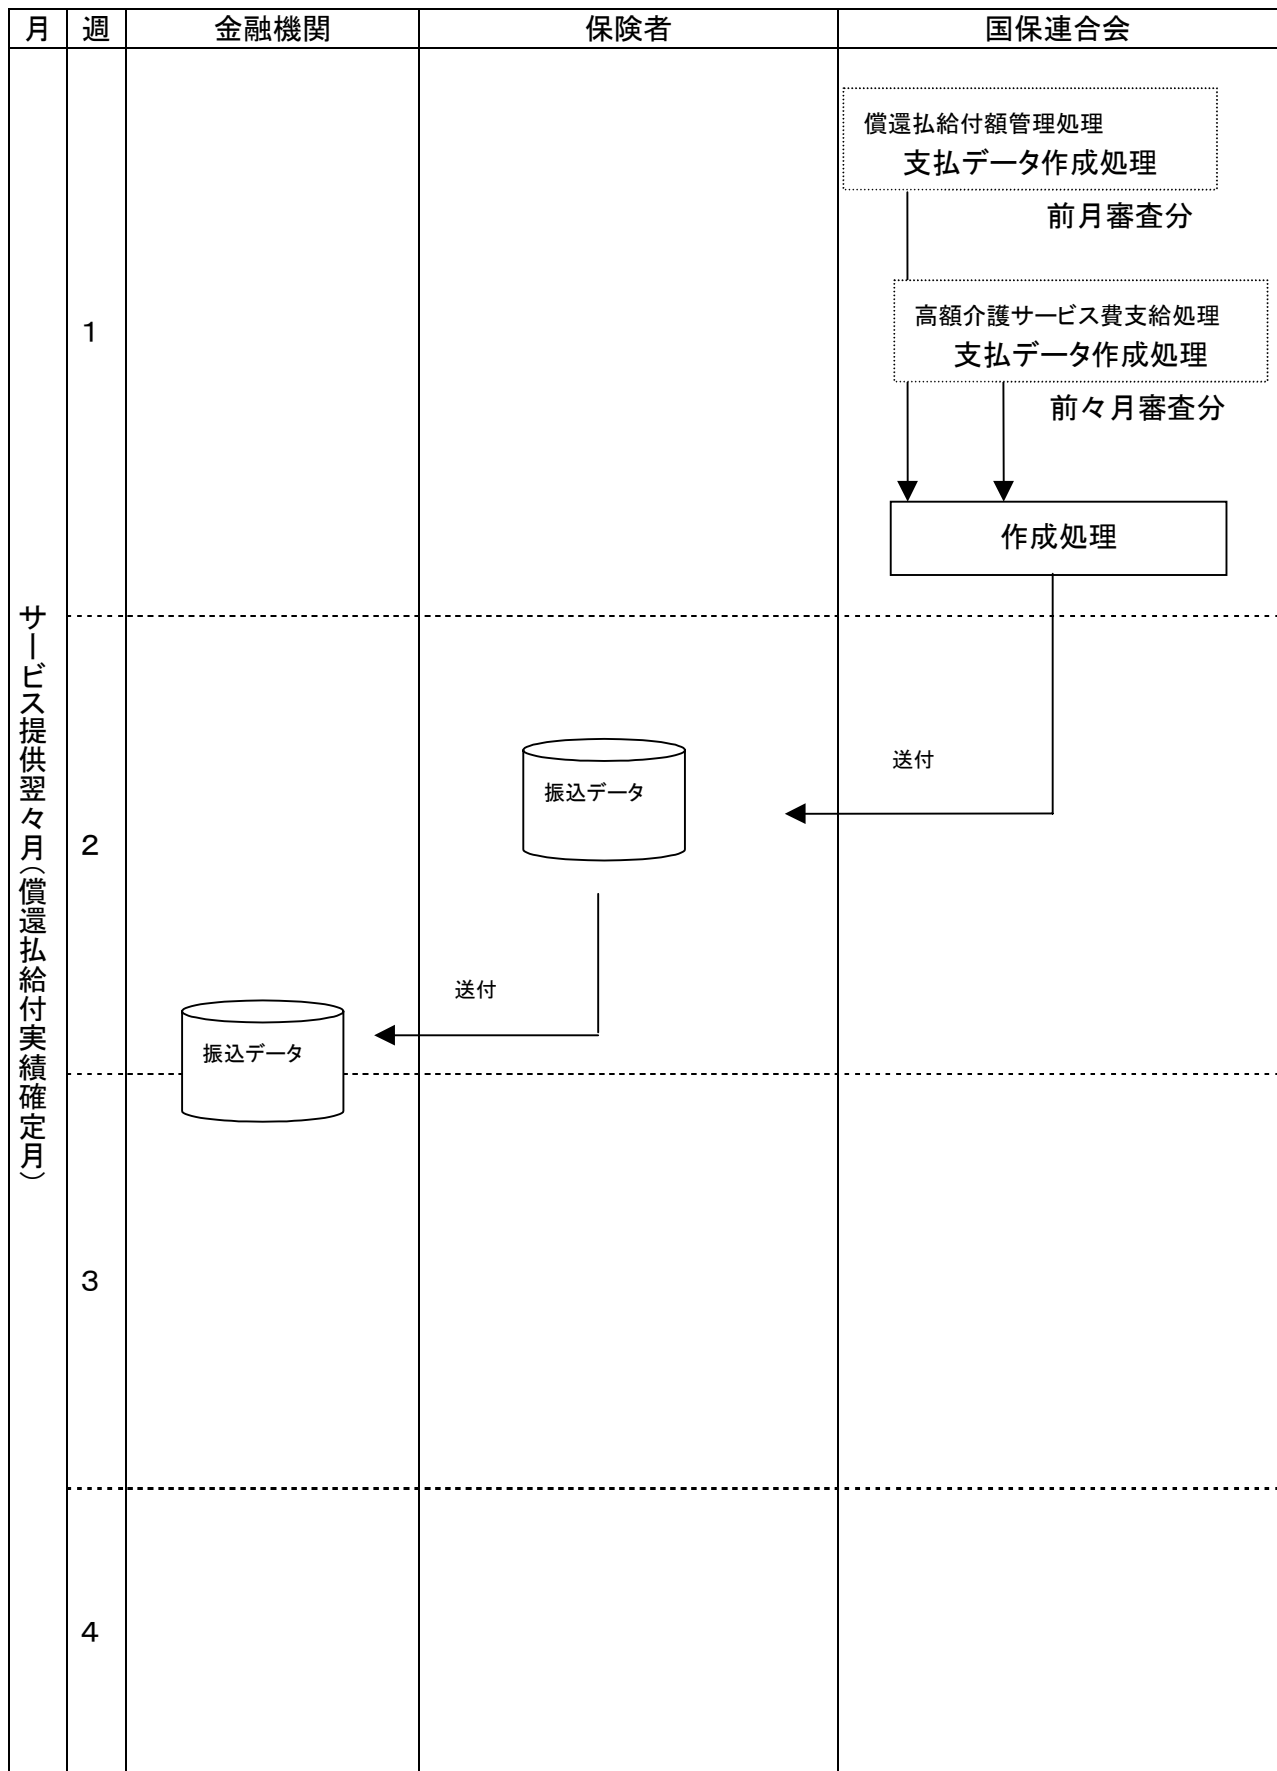 月 週 金融機関 保険者 国保連合会
償還払給付額管理処理
支払データ作成処理
前月審査分
高額介護サービス費支給処理
支払データ作成処理
前々月審査分
1
作成処理
サービス提供翌々月(償還払給付実績確定月)
送付
振込データ
2
送付
振込データ
3
4